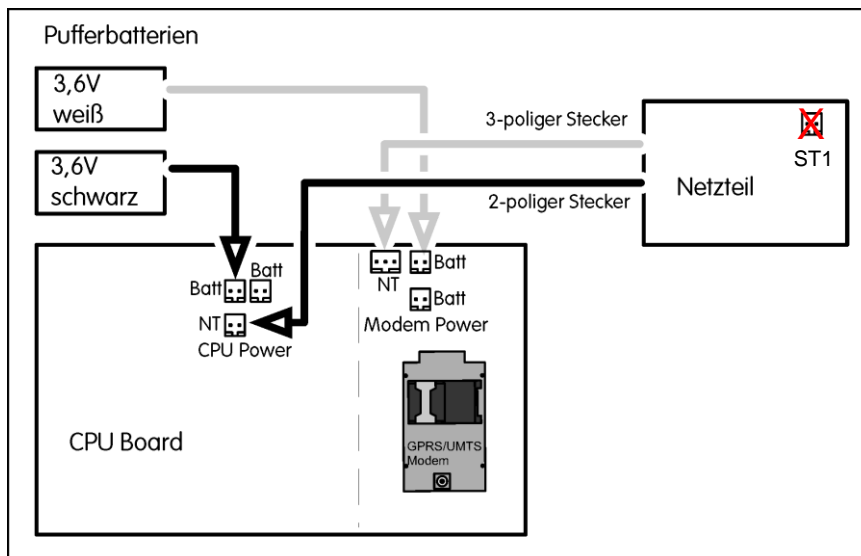 Pufferbatterien
3,6V
weiß
3,6V
schwarz
3-poliger Stecker
2-poliger Stecker
ST1
Netzteil
Batt
Batt
NT
CPU Power
NT
Batt
Batt
Modem Power
CPU Board
GPRS/UMTS
Modem